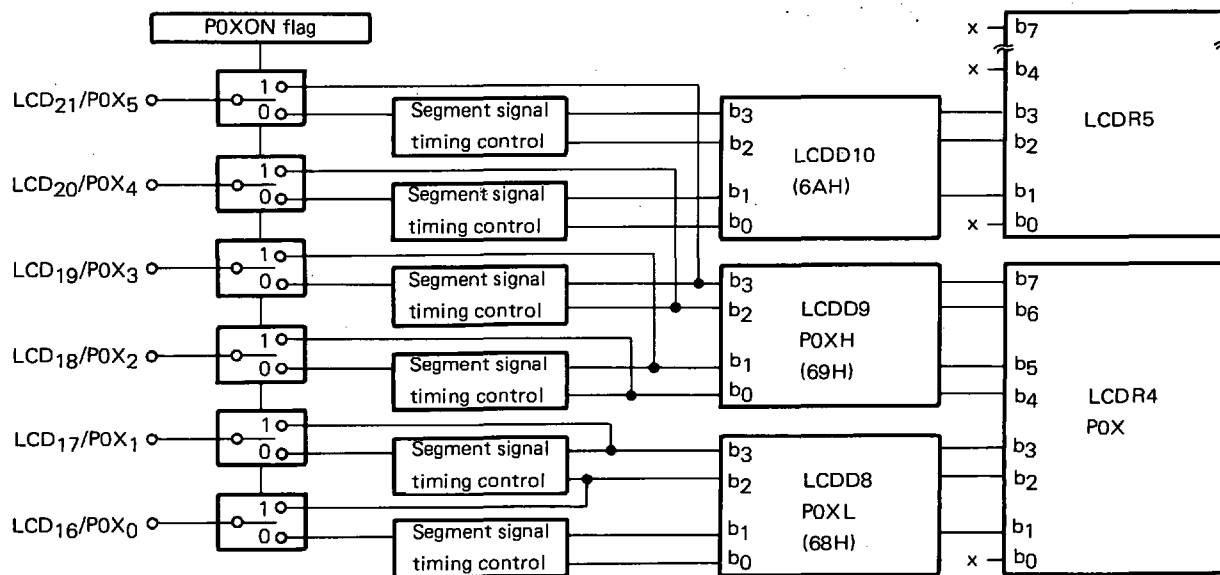 P0XON flag
x b7
x b4
LCD21/P0X5 1 0 Segment signal timing control b3 b2 LCDD10 (6AH) b3 b2 LCDR5
LCD20/P0X4 1 0 Segment signal timing control b1 b0 b1
x b0
LCD19/P0X3 1 0 Segment signal timing control b3 b2 LCDD9 P0XH (69H) b7 b6
LCD18/P0X2 1 0 Segment signal timing control b1 b0 b5 b4 LCDR4 P0X
LCD17/P0X1 1 0 Segment signal timing control b3 b2 LCDD8 P0XL (68H) b3 b2
LCD16/P0X0 1 0 Segment signal timing control b1 b0 b1
x b0